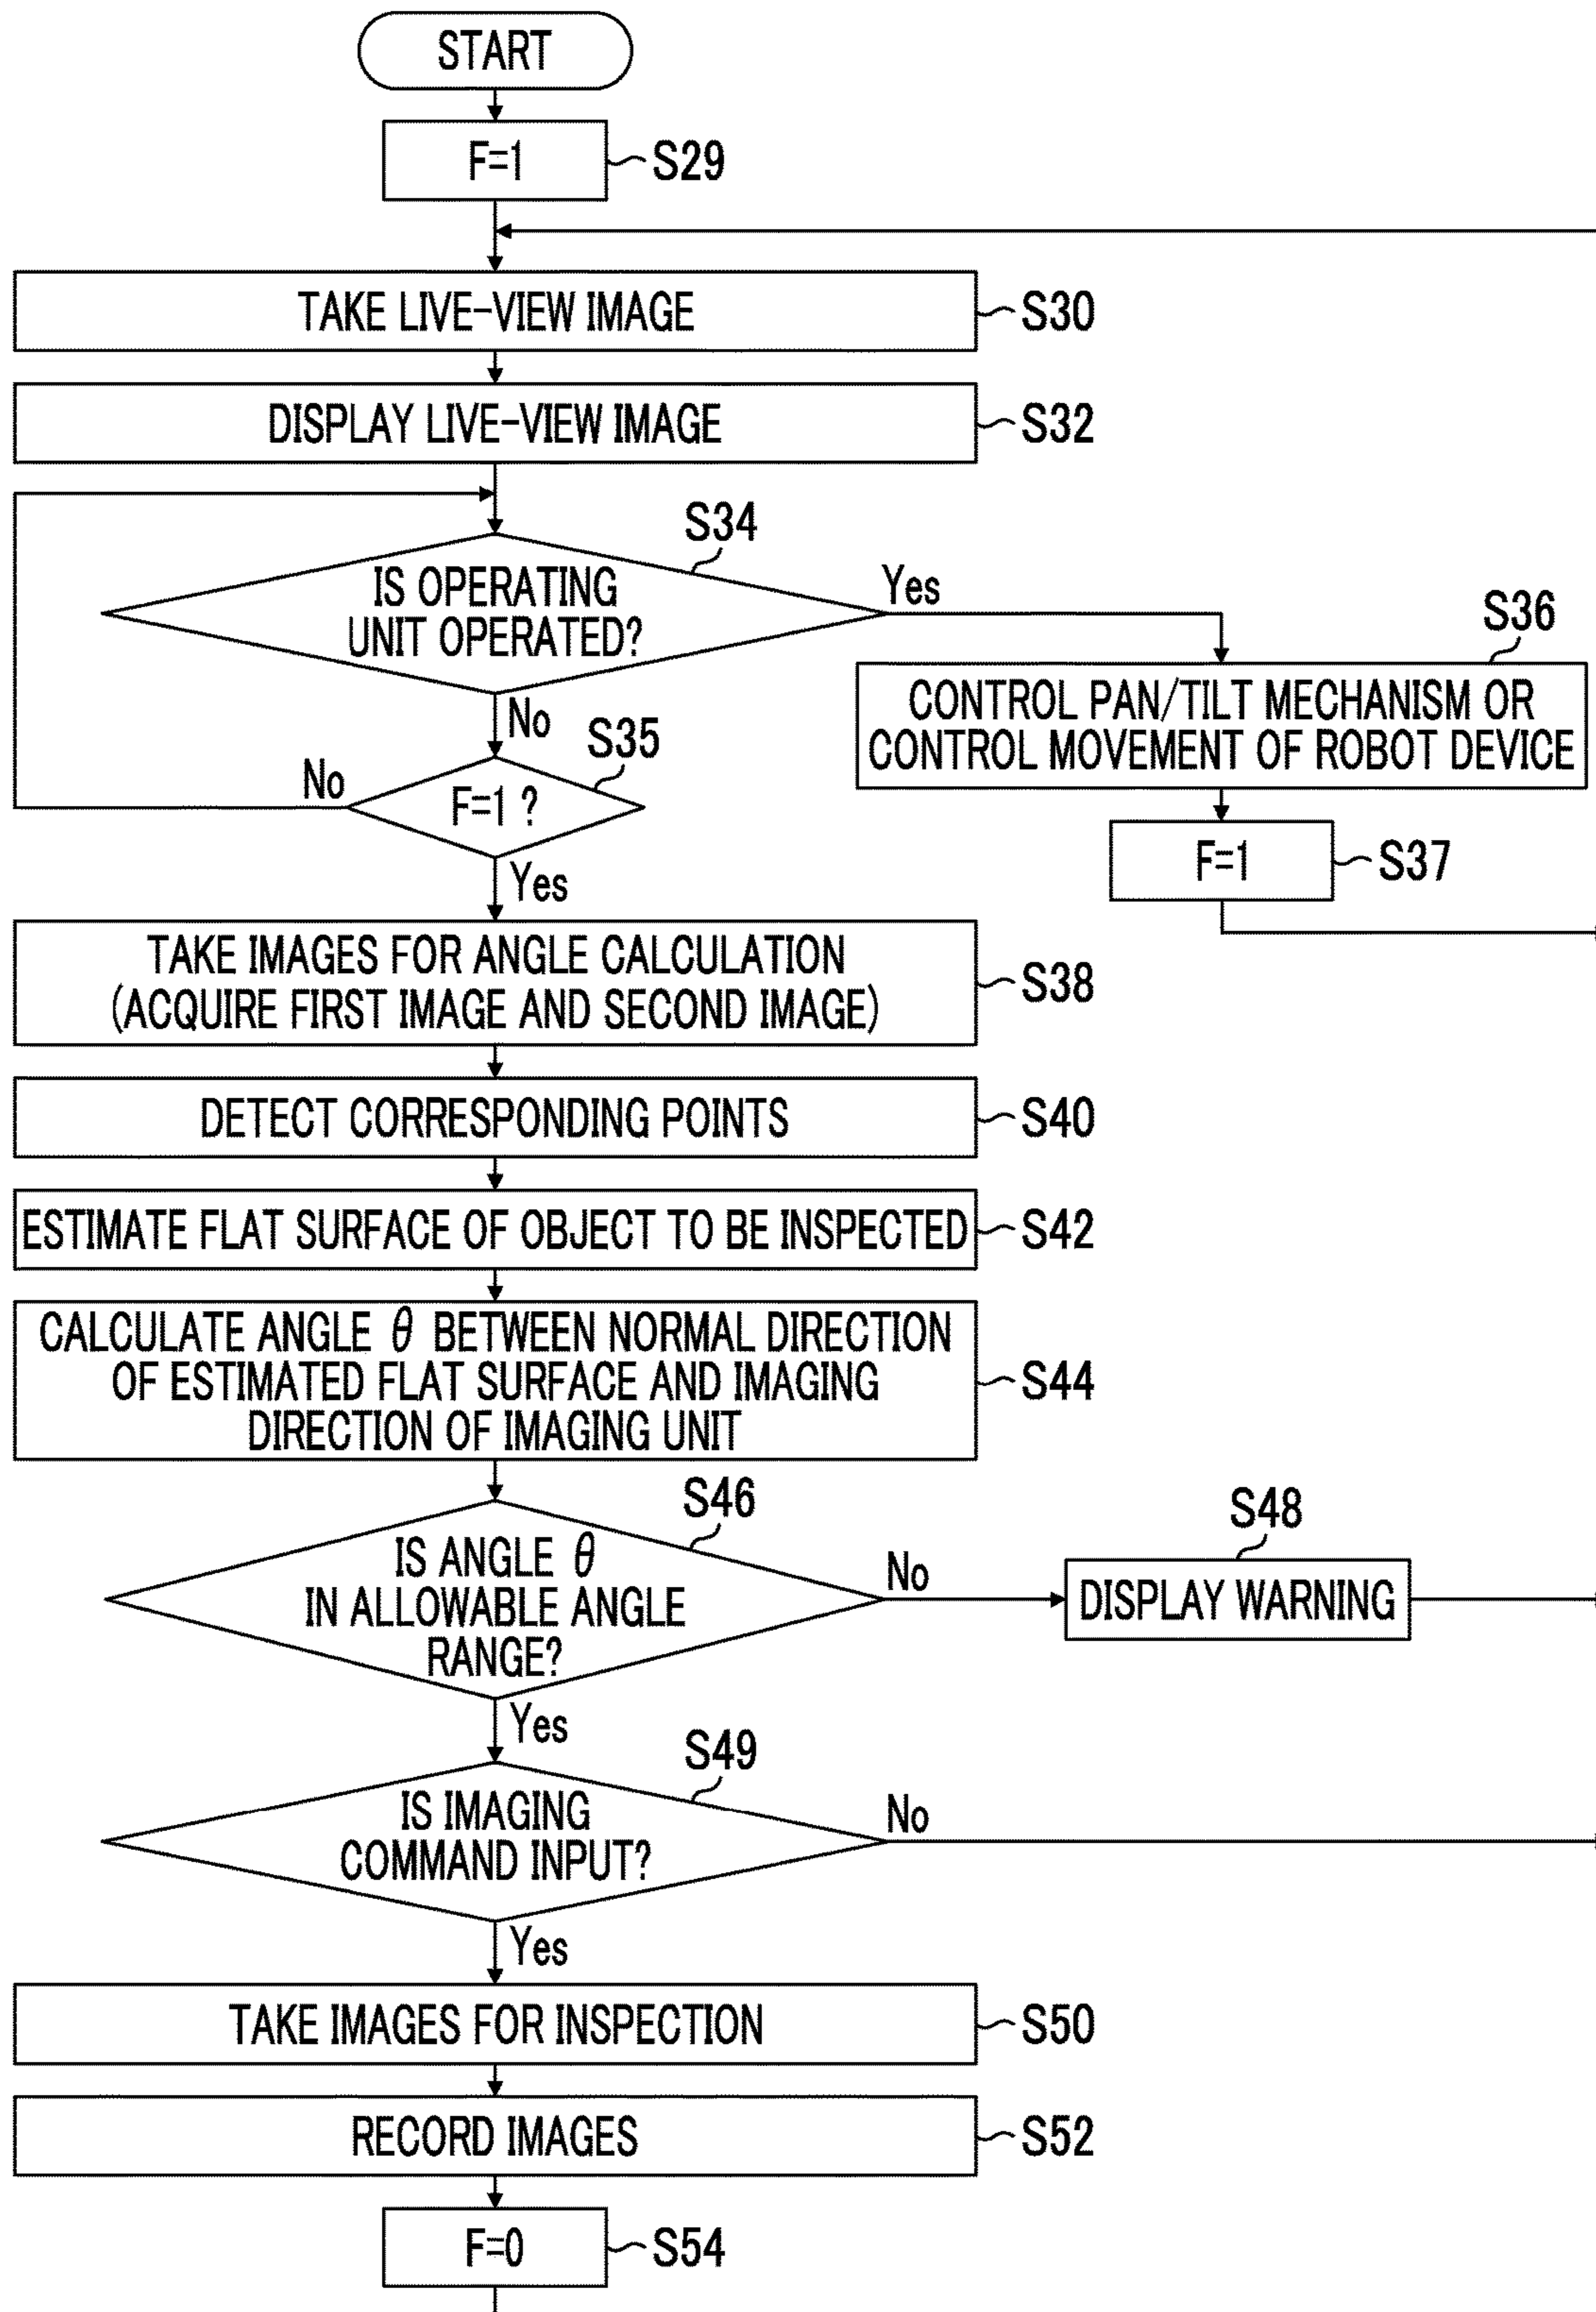 START
F=1
S29
TAKE LIVE-VIEW IMAGE
S30
DISPLAY LIVE-VIEW IMAGE
S32
S34
IS OPERATING
UNIT OPERATED?
Yes
No
S36
CONTROL PAN/TILT MECHANISM OR
CONTROL MOVEMENT OF ROBOT DEVICE
S35
F=1 ?
No
Yes
F=1
S37
TAKE IMAGES FOR ANGLE CALCULATION
(ACQUIRE FIRST IMAGE AND SECOND IMAGE)
S38
DETECT CORRESPONDING POINTS
S40
ESTIMATE FLAT SURFACE OF OBJECT TO BE INSPECTED
S42
CALCULATE ANGLE θ BETWEEN NORMAL DIRECTION
OF ESTIMATED FLAT SURFACE AND IMAGING
DIRECTION OF IMAGING UNIT
S44
S46
IS ANGLE θ
IN ALLOWABLE ANGLE
RANGE?
No
Yes
S48
DISPLAY WARNING
S49
IS IMAGING
COMMAND INPUT?
No
Yes
TAKE IMAGES FOR INSPECTION
S50
RECORD IMAGES
S52
F=0
S54